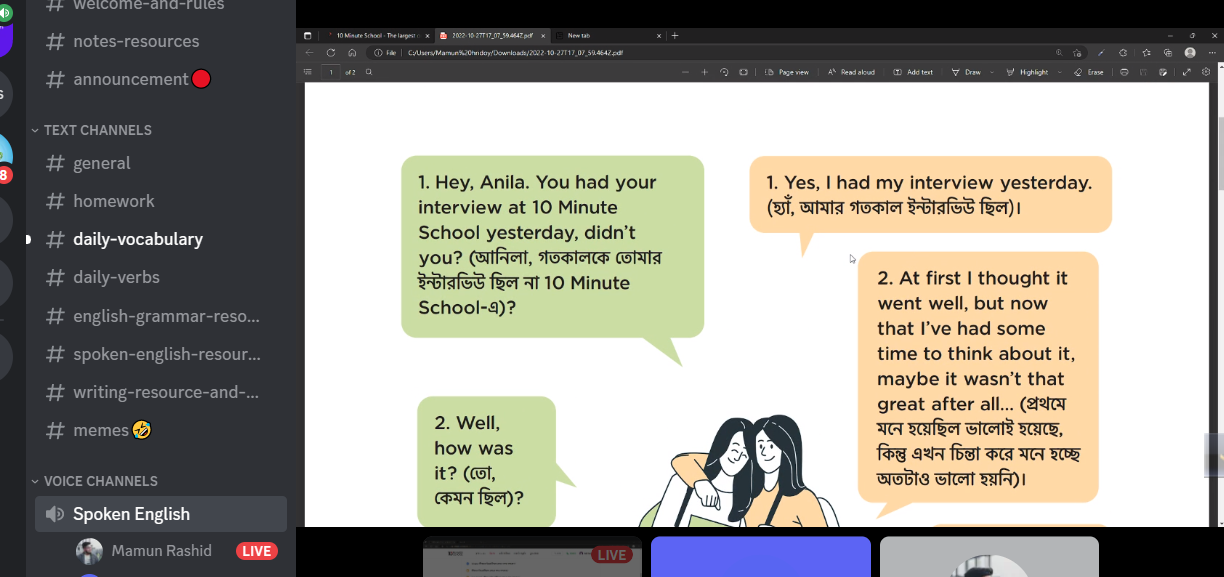 welcome-and-rules
notes-resources
announcement
TEXT CHANNELS
general
homework
daily-vocabulary
daily-verbs
english-grammar-reso...
spoken-english-resour...
writing-resource-and-...
memes
VOICE CHANNELS
Spoken English
Mamun Rashid LIVE
10 Minute School - The largest 2022-10-27T17_07_59.464Z.pdf New tab
File C:/Users/Mamun%20hridoy/Downloads/2022-10-27T17_07_59.464Z.pdf
1 of 2 Page view Read aloud Add text Draw Highlight Erase
1. Hey, Anila. You had your
interview at 10 Minute
School yesterday, didn't
you? (আনিলা, গতকালকে তোমার
ইন্টারভিউ ছিল না 10 Minute
School-এ)?
1. Yes, I had my interview yesterday.
(হ্যাঁ, আমার গতকাল ইন্টারভিউ ছিল)।
2. At first I thought it
went well, but now
that I've had some
time to think about it,
maybe it wasn't that
great after all... (প্রথমে
মনে হয়েছিল ভালোই হয়েছে,
কিন্তু এখন চিন্তা করে মনে হচ্ছে
অতটাও ভালো হয়নি)।
2. Well,
how was
it? (তো,
কেমন ছিল)?
LIVE